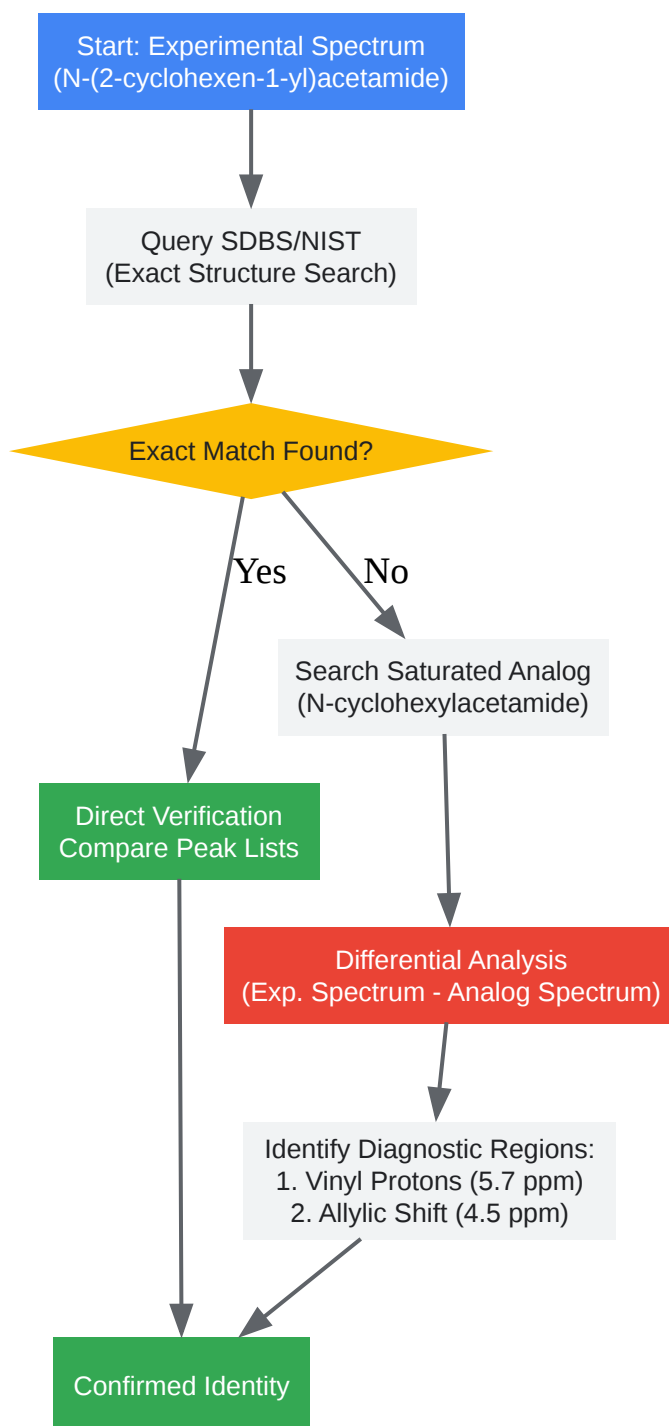 Start: Experimental Spectrum
(N-(2-cyclohexen-1-yl)acetamide)
Query SDBS/NIST
(Exact Structure Search)
Exact Match Found?
Yes
No
Search Saturated Analog
(N-cyclohexylacetamide)
Direct Verification
Compare Peak Lists
Differential Analysis
(Exp. Spectrum - Analog Spectrum)
Identify Diagnostic Regions:
1. Vinyl Protons (5.7 ppm)
2. Allylic Shift (4.5 ppm)
Confirmed Identity